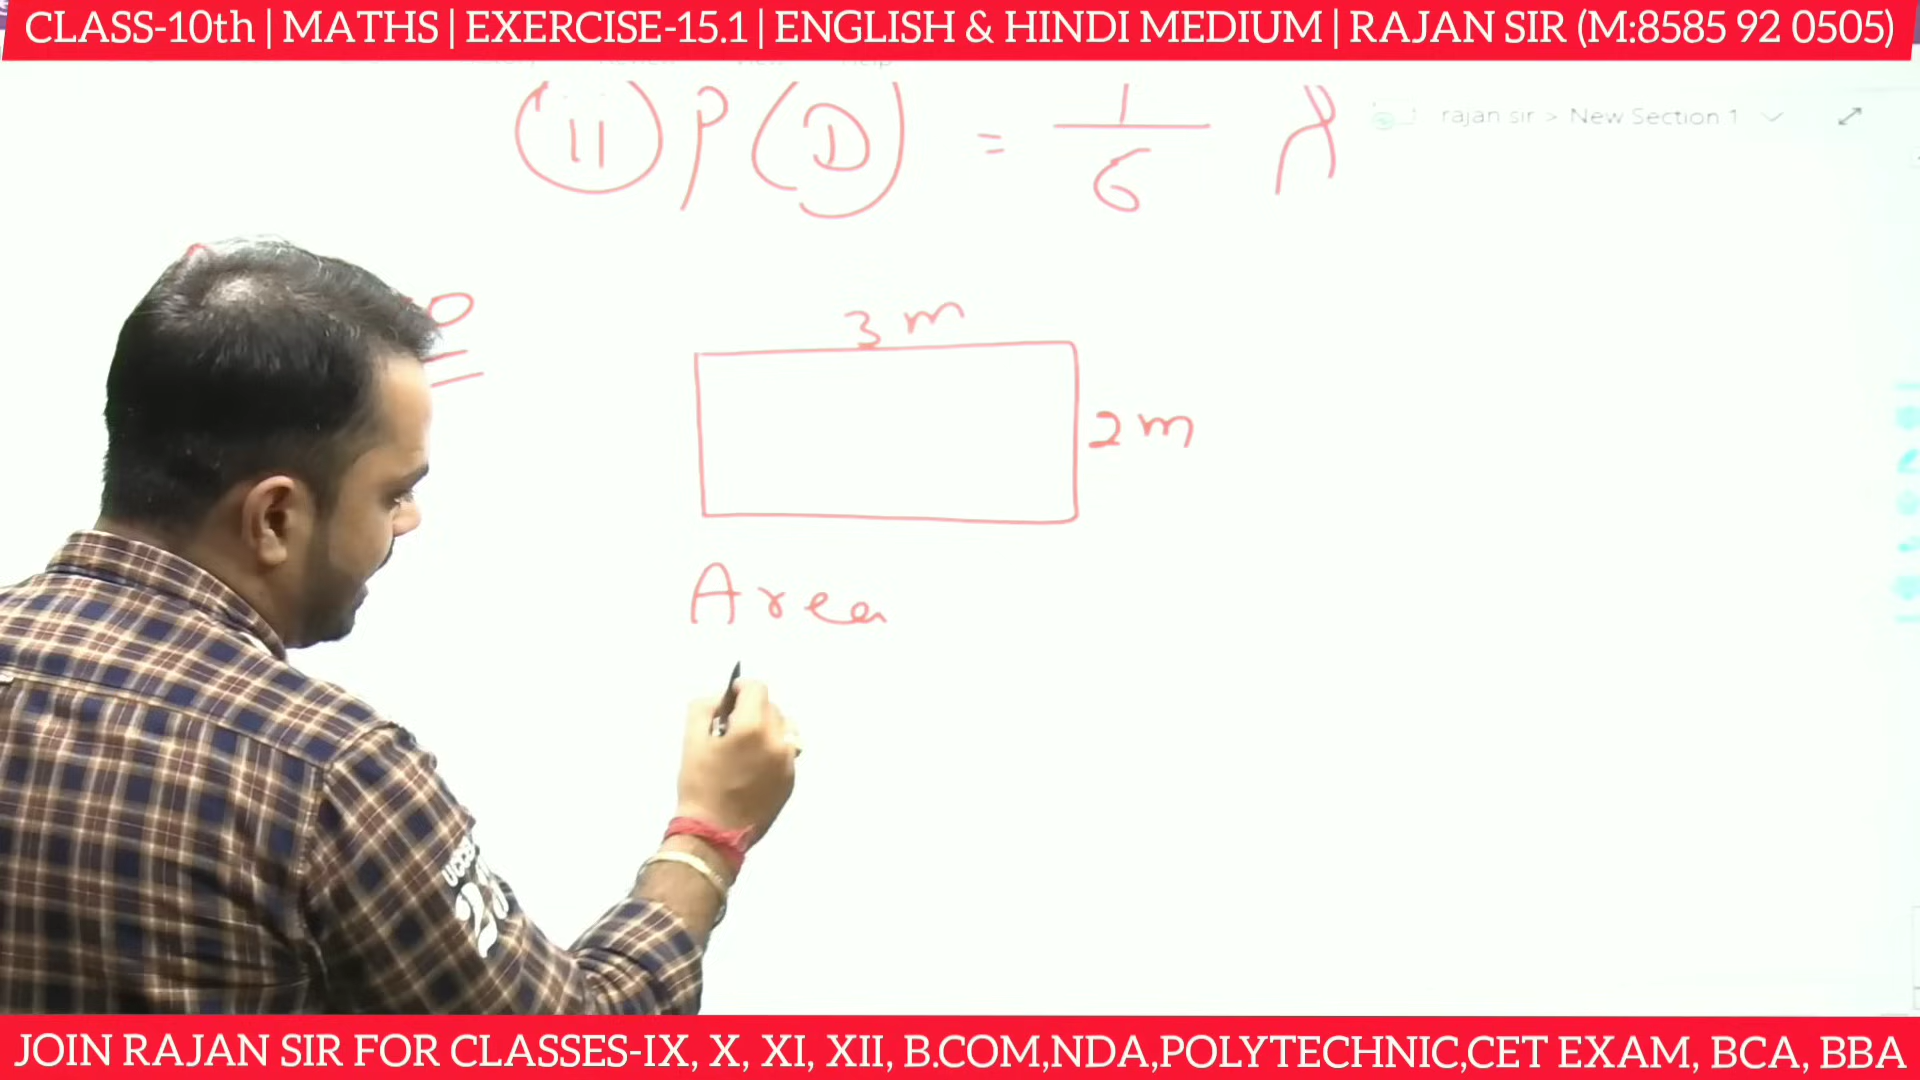 CLASS-10th | MATHS | EXERCISE-15.1 | ENGLISH & HINDI MEDIUM | RAJAN SIR (M:8585 92 0505)
rajan sir > New Section 1
(ii) P(D) = 1/6
3 m
2 m
Area
JOIN RAJAN SIR FOR CLASSES-IX, X, XI, XII, B.COM,NDA,POLYTECHNIC,CET EXAM, BCA, BBA